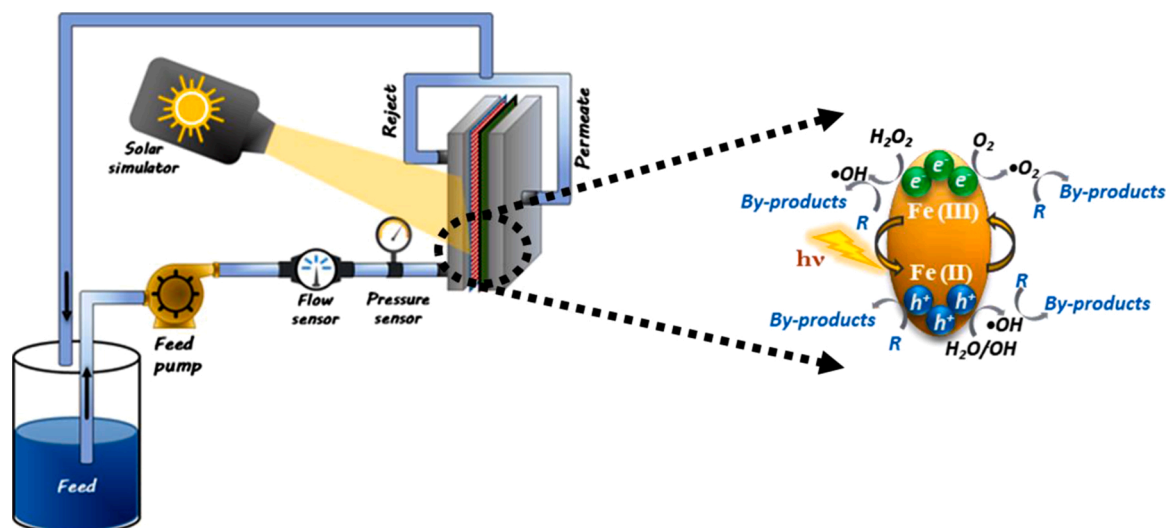 Solar
simulator
Reject
Permeate
Flow
sensor
Pressure
sensor
Feed
pump
Feed
H₂O₂
O₂
•OH
e⁻ e⁻ e⁻
•O₂
By-products
R
By-products
R
Fe (III)
hν
Fe (II)
R
By-products
h⁺ h⁺ h⁺
By-products
•OH
R
H₂O/OH